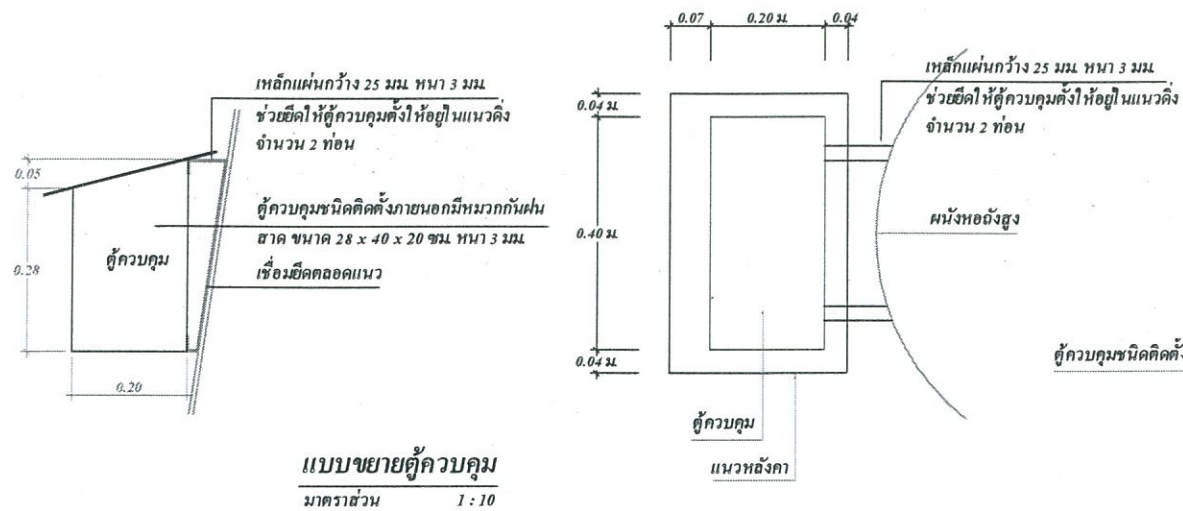 เหล็กแผ่นกว้าง 25 มม. หนา 3 มม.
ช่วยยึดให้ตู้ควบคุมตั้งให้อยู่ในแนวดิ่ง
จำนวน 2 ท่อน
0.05
0.28
ตู้ควบคุม
ตู้ควบคุมชนิดติดตั้งภายนอกมีหมวกกันฝน
สาด ขนาด 28 x 40 x 20 ซม. หนา 3 มม.
เชื่อมยึดตลอดแนว
0.20
แบบขยายตู้ควบคุม
มาตราส่วน 1 : 10
0.07 0.20 ม. 0.04
0.04 ม.
0.40 ม.
0.04 ม.
เหล็กแผ่นกว้าง 25 มม. หนา 3 มม.
ช่วยยึดให้ตู้ควบคุมตั้งให้อยู่ในแนวดิ่ง
จำนวน 2 ท่อน
ผนังหอถังสูง
ตู้ควบคุมชนิดติดตั้ง
ตู้ควบคุม
แนวหลังคา